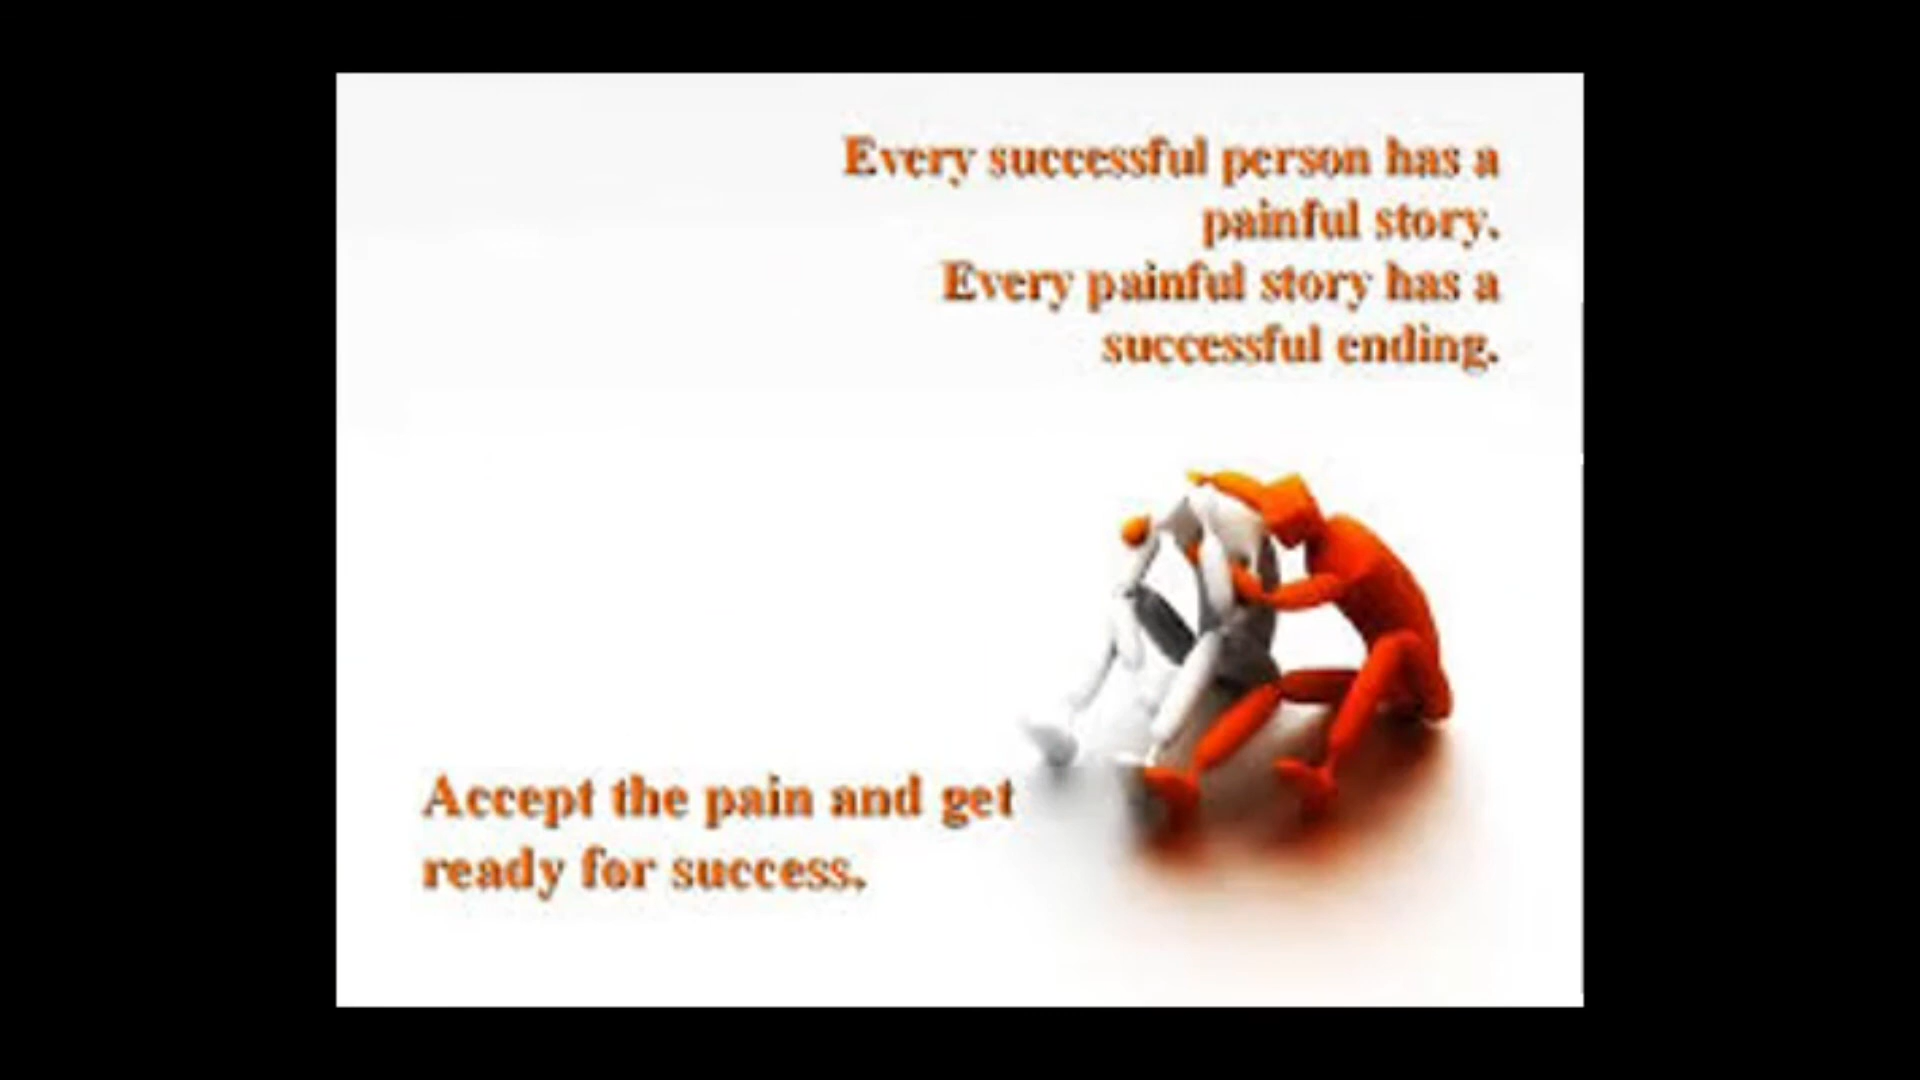 Every successful person has a
painful story.
Every painful story has a
successful ending.
Accept the pain and get
ready for success.